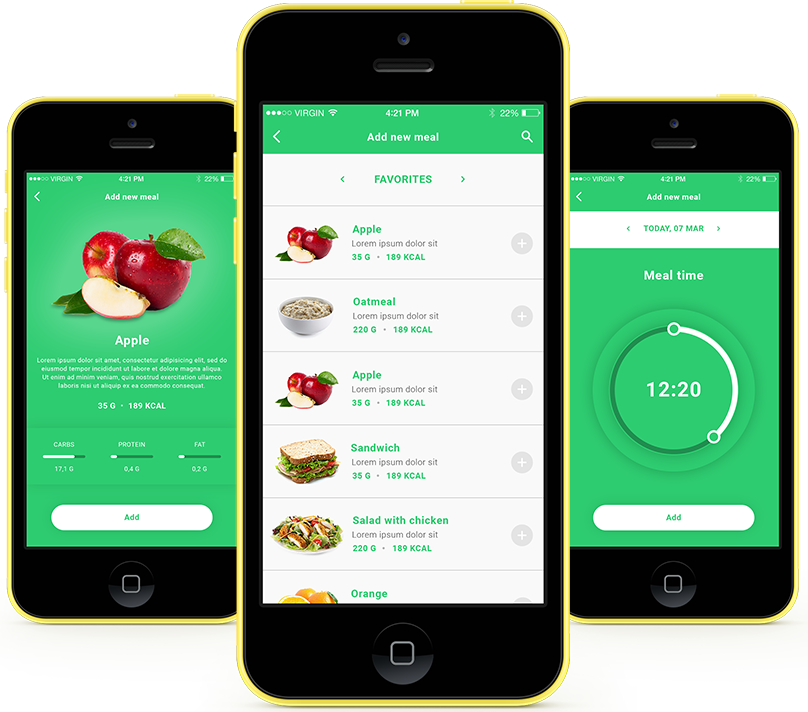 VIRGIN 4:21 PM 22%
Add new meal
Apple
Lorem ipsum dolor sit amet, consectetur adipisicing elit, sed do
eiusmod tempor incididunt ut labore et dolore magna aliqua.
Ut enim ad minim veniam, quis nostrud exercitation ullamco
laboris nisi ut aliquip ex ea commodo consequat.
35 G • 189 KCAL
CARBS PROTEIN FAT
17,1 G 0,4 G 0,2 G
Add
VIRGIN 4:21 PM 22%
Add new meal
‹ FAVORITES ›
Apple
Lorem ipsum dolor sit
35 G • 189 KCAL
Oatmeal
Lorem ipsum dolor sit
220 G • 189 KCAL
Apple
Lorem ipsum dolor sit
35 G • 189 KCAL
Sandwich
Lorem ipsum dolor sit
35 G • 189 KCAL
Salad with chicken
Lorem ipsum dolor sit
220 G • 189 KCAL
Orange
VIRGIN 4:21 PM 22%
Add new meal
‹ TODAY, 07 MAR ›
Meal time
12:20
Add